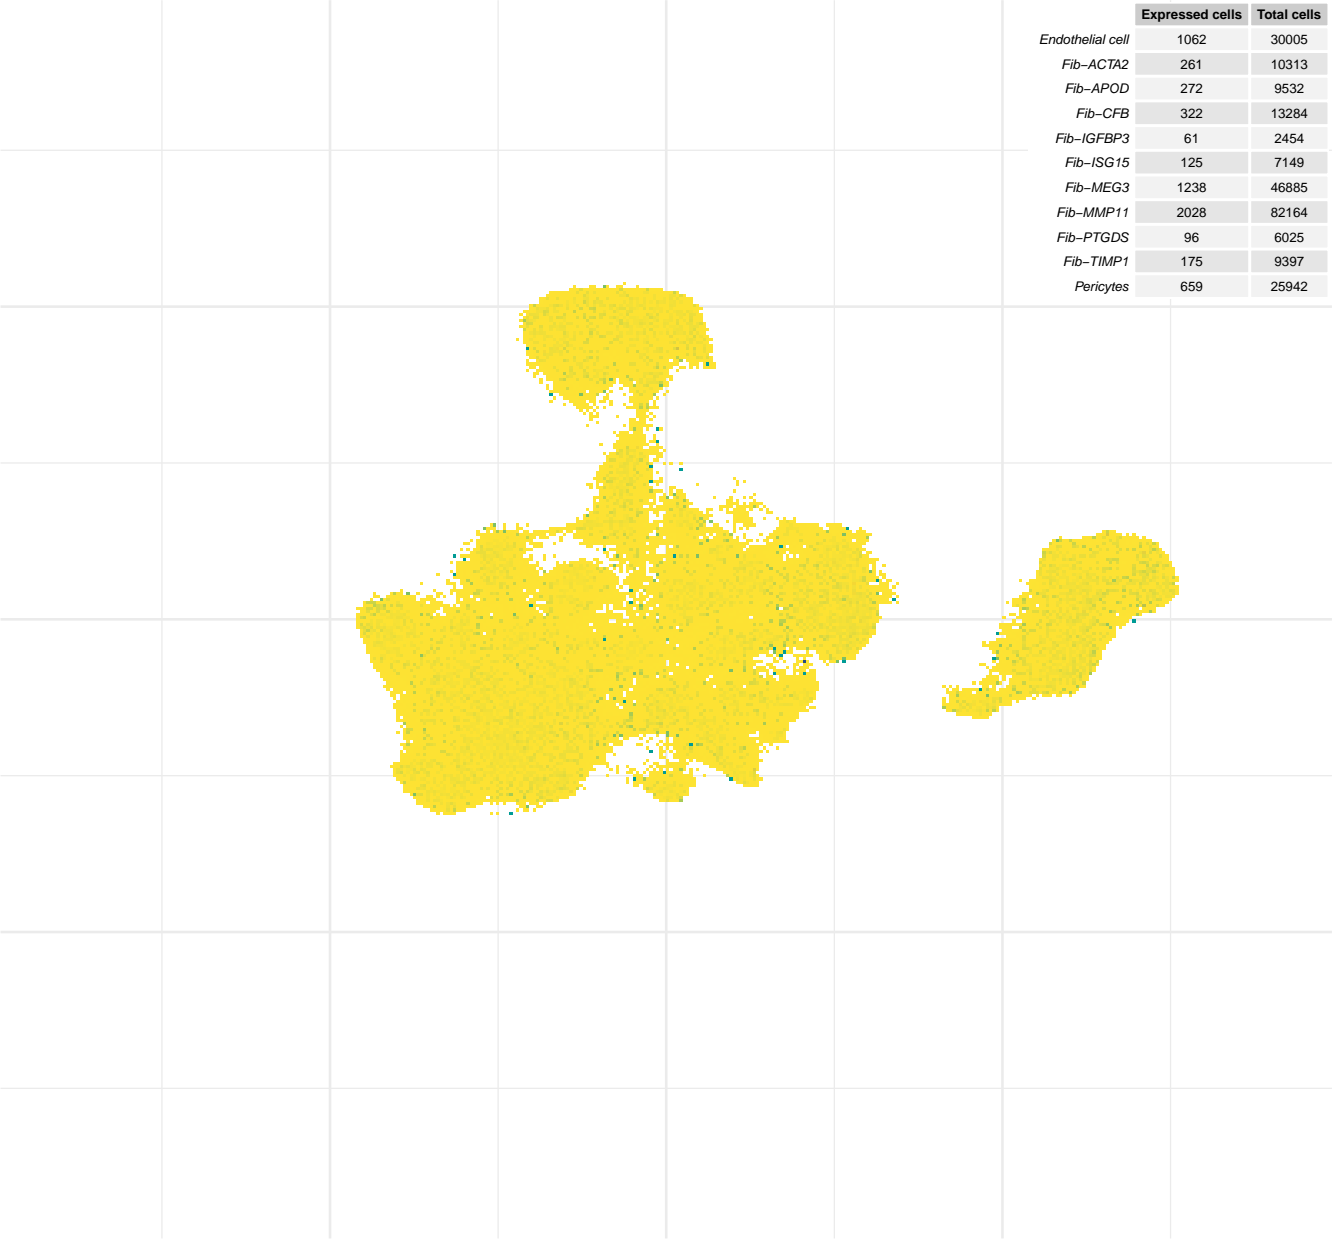 Expressed cells Total cells
Endothelial cell 1062 30005
Fib−ACTA2 261 10313
Fib−APOD 272 9532
Fib−CFB 322 13284
Fib−IGFBP3 61 2454
Fib−ISG15 125 7149
Fib−MEG3 1238 46885
Fib−MMP11 2028 82164
Fib−PTGDS 96 6025
Fib−TIMP1 175 9397
Pericytes 659 25942